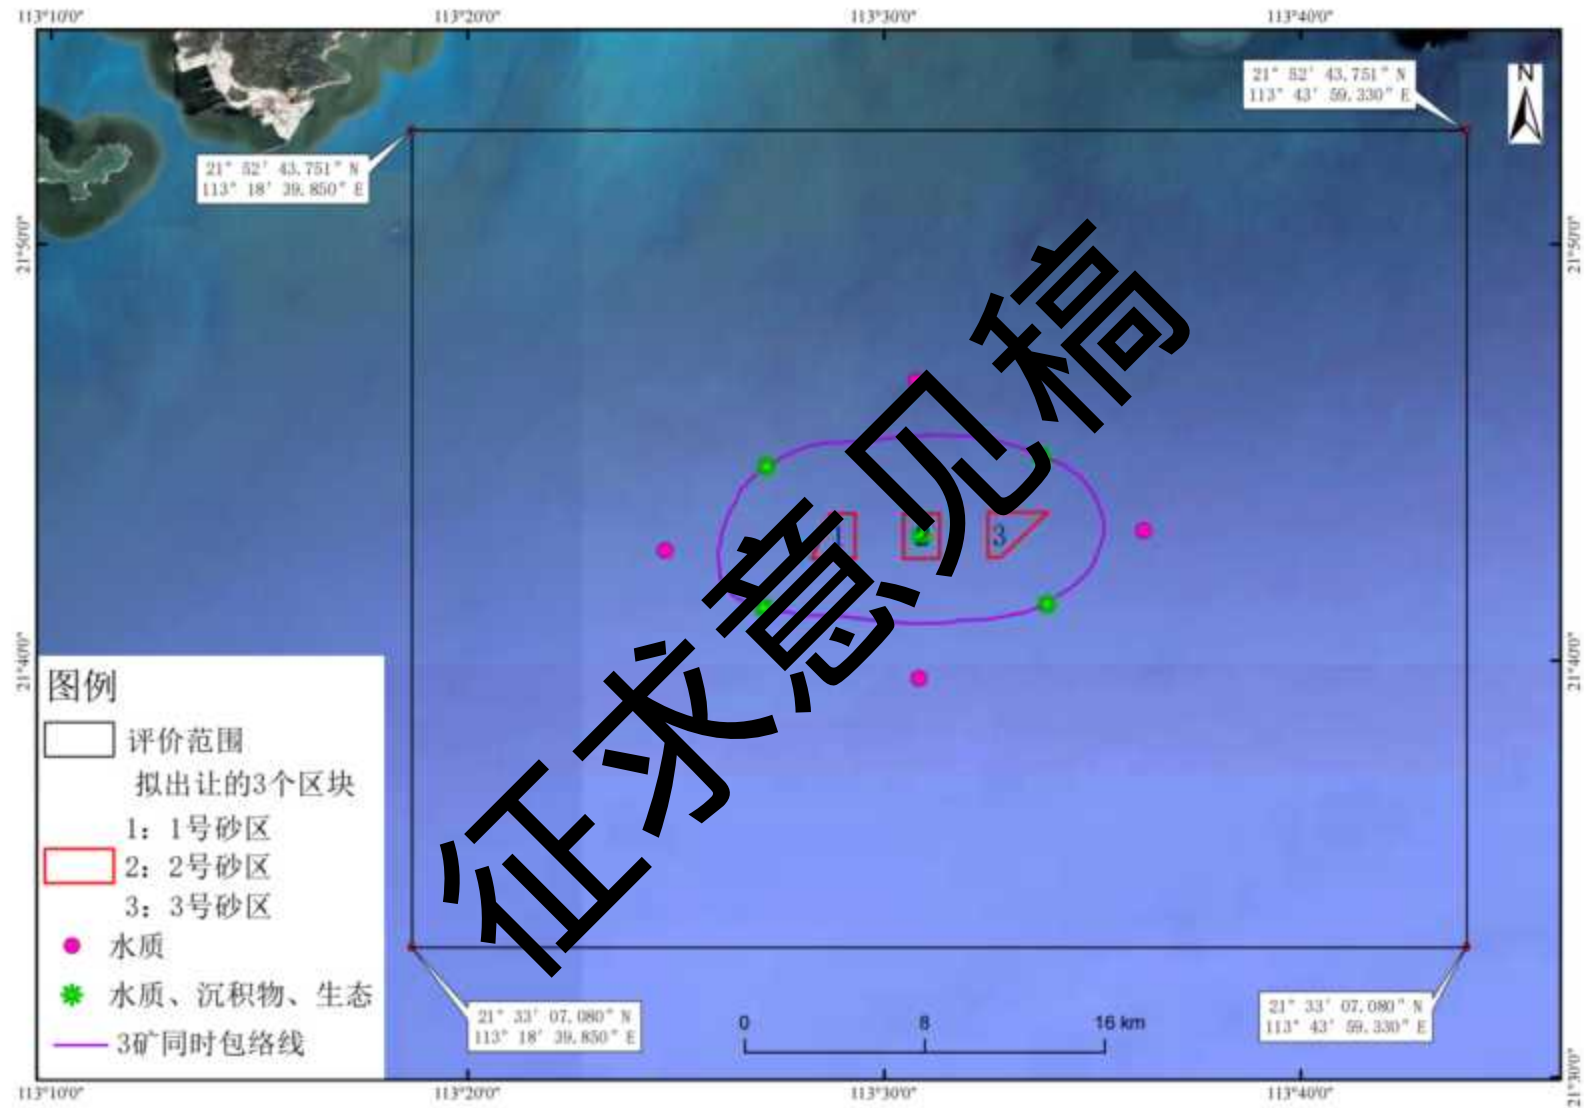 113°10'0"
113°20'0"
113°30'0"
113°40'0"
21° 52' 43.751" N
113° 43' 59.330" E
N
21° 52' 43.751" N
113° 18' 39.850" E
21°50'0"
21°50'0"
征求意见稿
1
2
3
21°40'0"
21°40'0"
图例
评价范围
拟出让的3个区块
1：1号砂区
2：2号砂区
3：3号砂区
水质
水质、沉积物、生态
3矿同时包络线
21° 33' 07.080" N
113° 18' 39.850" E
0
8
16 km
21° 33' 07.080" N
113° 43' 59.330" E
21°30'0"
113°10'0"
113°20'0"
113°30'0"
113°40'0"